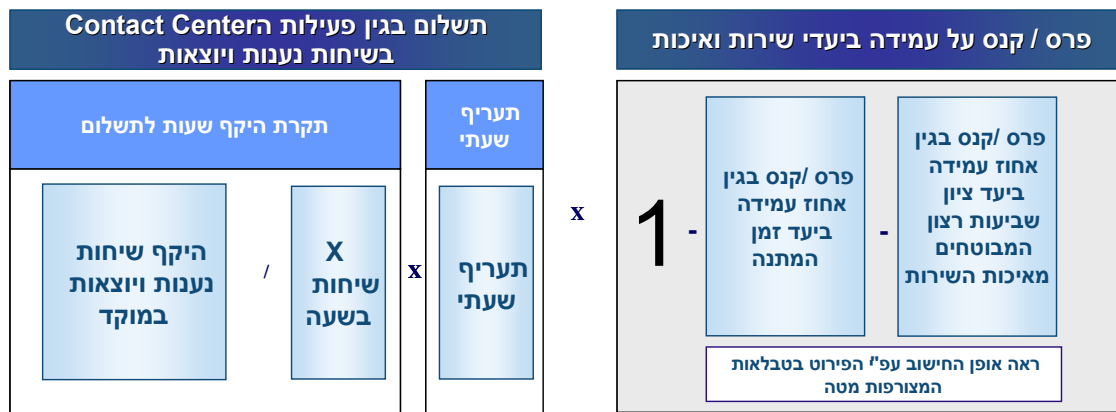 תשלום בגין פעילות הContact Center
בשיחות נענות ויוצאות
תקרת היקף שעות לתשלום
תעריף
שעתי
היקף שיחות
נענות ויוצאות
במוקד
/
X
שיחות
בשעה
x
תעריף
שעתי
x
פרס / קנס על עמידה ביעדי שירות ואיכות
1
-
פרס /קנס בגין
אחוז עמידה
ביעד זמן
המתנה
-
פרס /קנס בגין
אחוז עמידה
ביעד ציון
שביעות רצון
המבוטחים
מאיכות השירות
ראה אופן החישוב עפ"י הפירוט בטבלאות
המצורפות מטה